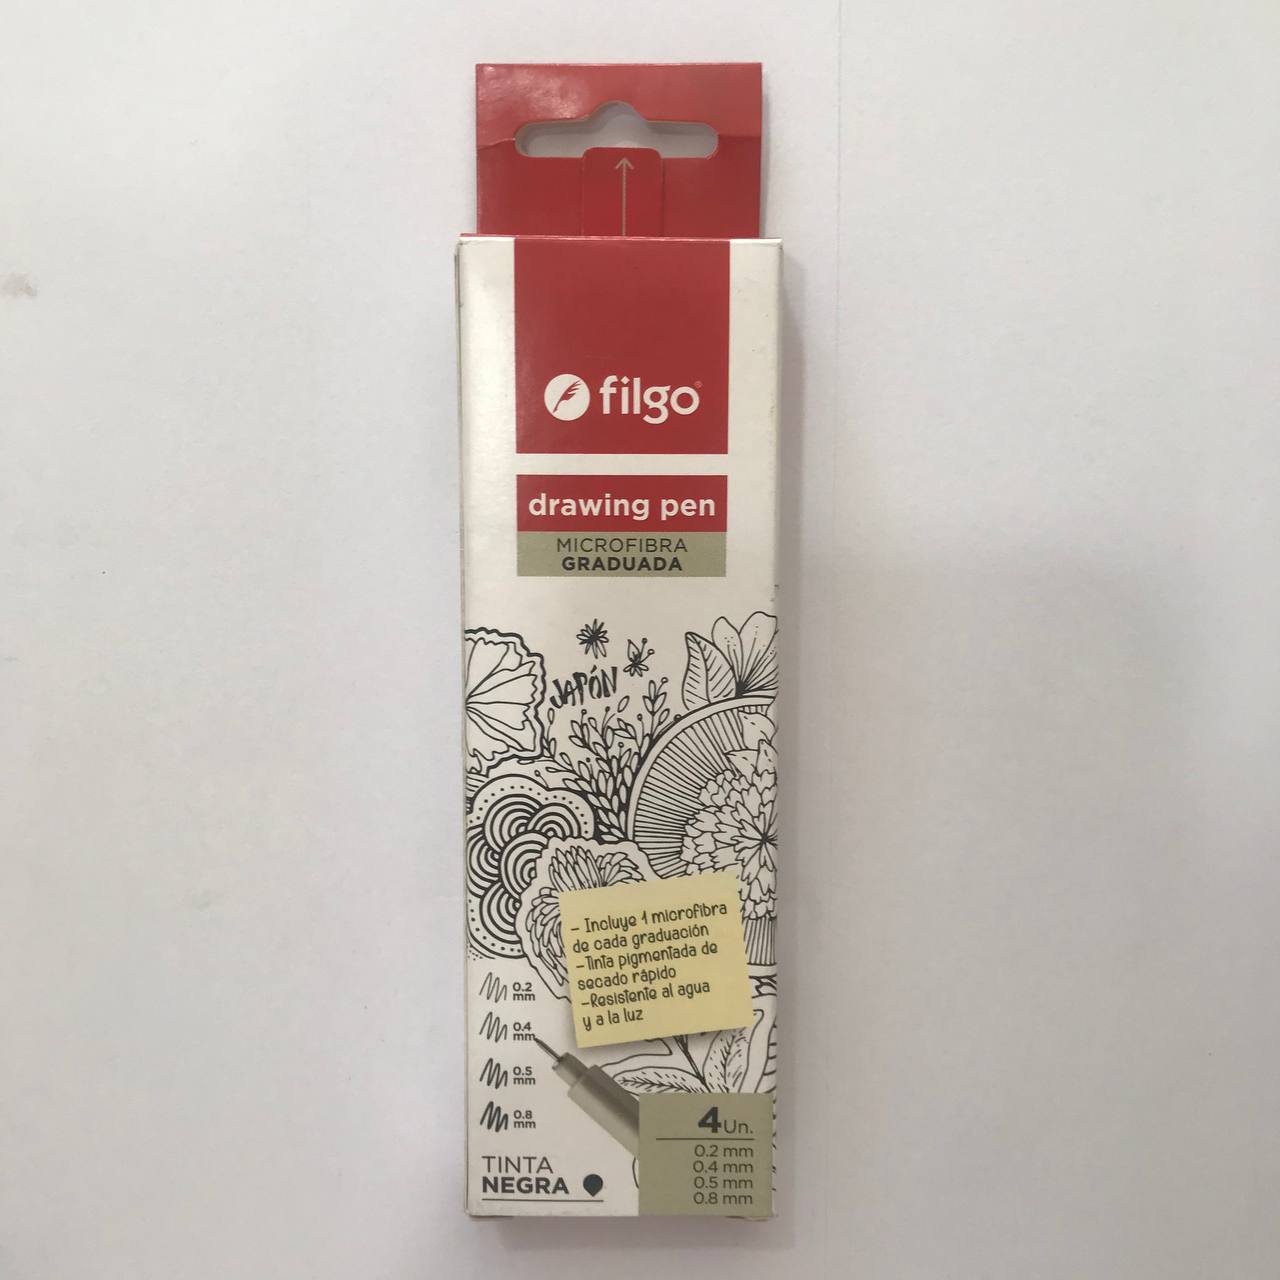 filgo®
drawing pen
MICROFIBRA
GRADUADA
JAPÓN
- Incluye 1 microfibra
de cada graduación
-Tinta pigmentada de
secado rápido
-Resistente al agua
y a la luz
0.2
mm
0.4
mm
0.5
mm
0.8
mm
TINTA
NEGRA
4 Un.
0.2 mm
0.4 mm
0.5 mm
0.8 mm